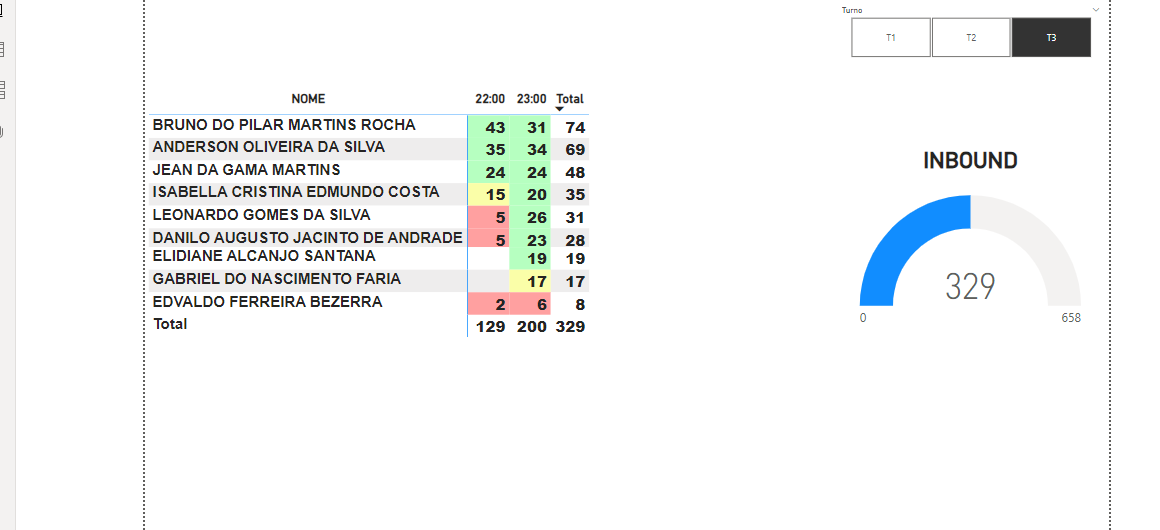 Turno
T1 T2 T3
NOME 22:00 23:00 Total
BRUNO DO PILAR MARTINS ROCHA 43 31 74
ANDERSON OLIVEIRA DA SILVA 35 34 69
JEAN DA GAMA MARTINS 24 24 48
ISABELLA CRISTINA EDMUNDO COSTA 15 20 35
LEONARDO GOMES DA SILVA 5 26 31
DANILO AUGUSTO JACINTO DE ANDRADE 5 23 28
ELIDIANE ALCANJO SANTANA 19 19
GABRIEL DO NASCIMENTO FARIA 17 17
EDVALDO FERREIRA BEZERRA 2 6 8
Total 129 200 329
INBOUND
329
0 658